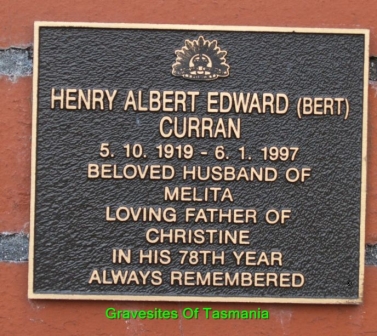 HENRY ALBERT EDWARD (BERT)
CURRAN
5. 10. 1919 - 6. 1. 1997
BELOVED HUSBAND OF
MELITA
LOVING FATHER OF
CHRISTINE
IN HIS 78TH YEAR
ALWAYS REMEMBERED
Gravesites Of Tasmania